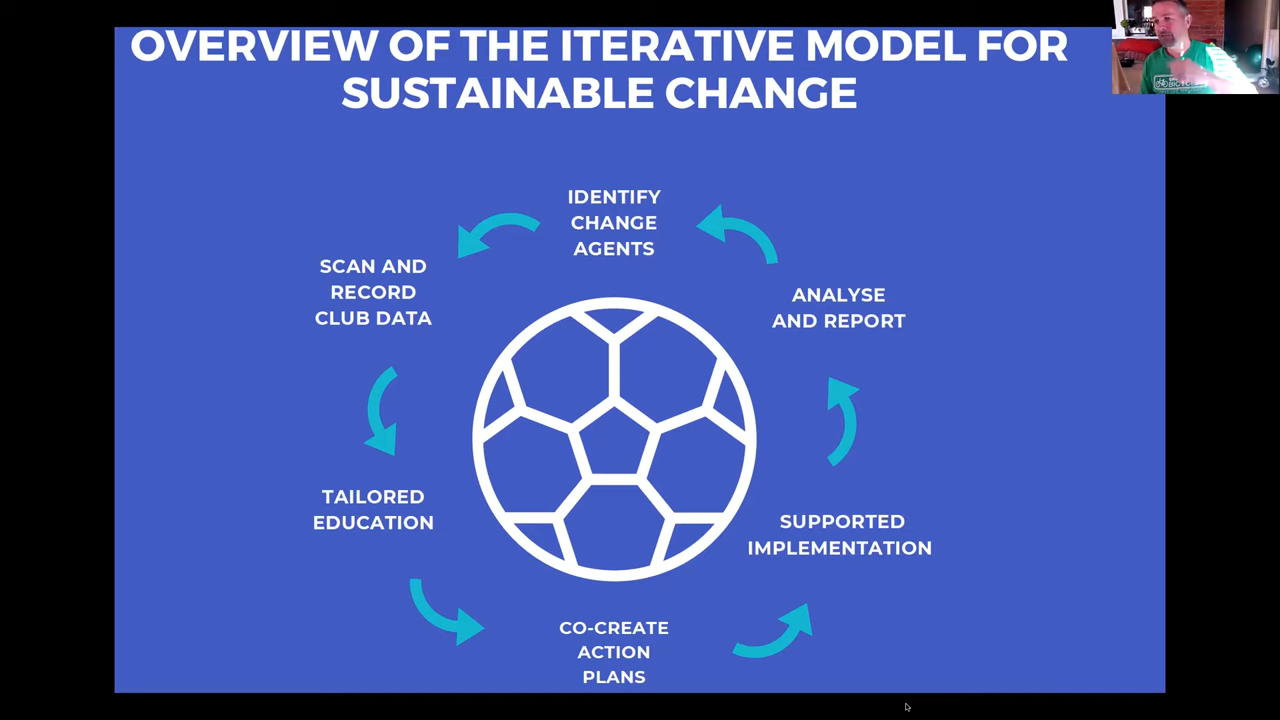 OVERVIEW OF THE ITERATIVE MODEL FOR
SUSTAINABLE CHANGE
IDENTIFY
CHANGE
AGENTS
SCAN AND
RECORD
CLUB DATA
TAILORED
EDUCATION
CO-CREATE
ACTION
PLANS
SUPPORTED
IMPLEMENTATION
ANALYSE
AND REPORT